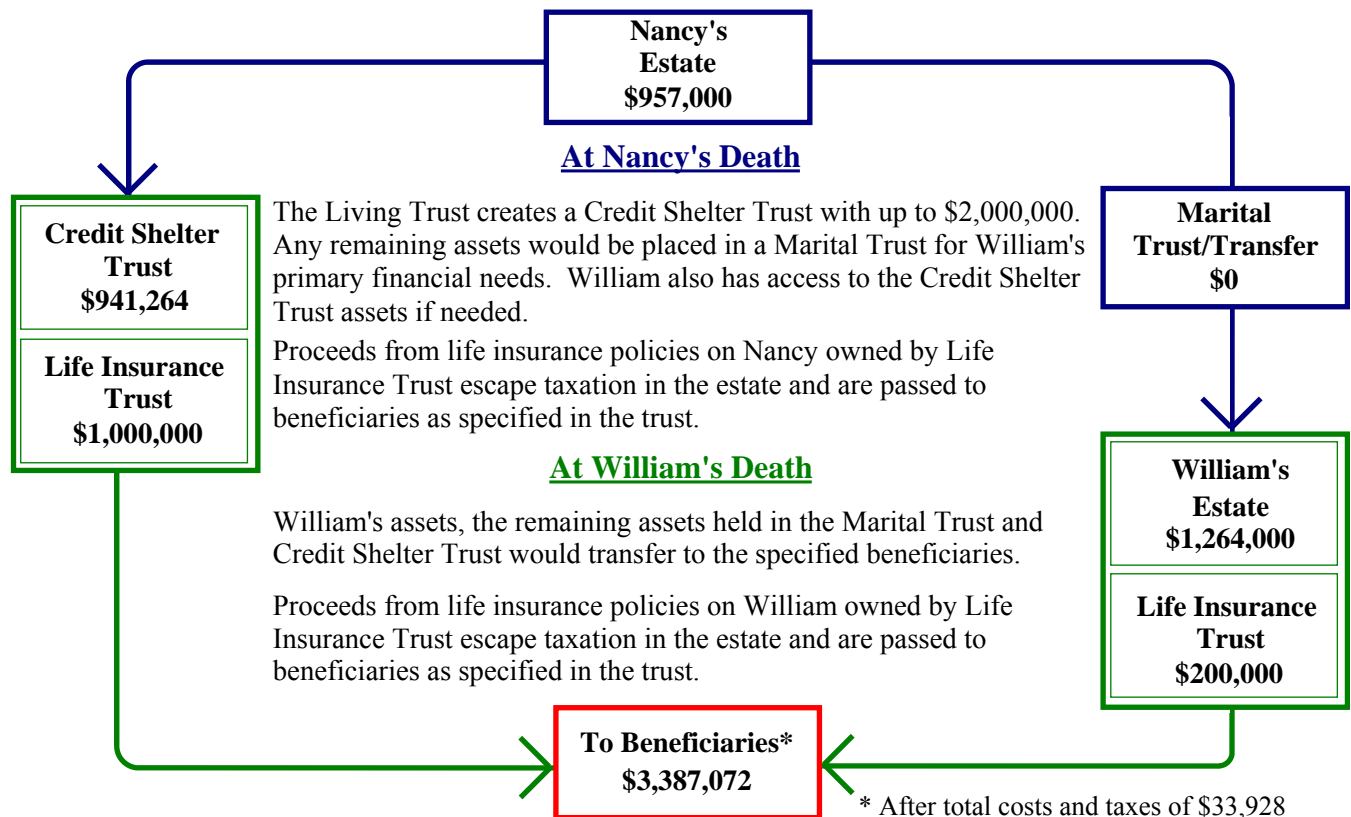 Nancy's
Estate
$957,000
At Nancy's Death
Credit Shelter
Trust
$941,264
Life Insurance
Trust
$1,000,000
The Living Trust creates a Credit Shelter Trust with up to $2,000,000.
Any remaining assets would be placed in a Marital Trust for William's
primary financial needs.  William also has access to the Credit Shelter
Trust assets if needed.
Proceeds from life insurance policies on Nancy owned by Life
Insurance Trust escape taxation in the estate and are passed to
beneficiaries as specified in the trust.
Marital
Trust/Transfer
$0
At William's Death
William's assets, the remaining assets held in the Marital Trust and
Credit Shelter Trust would transfer to the specified beneficiaries.
Proceeds from life insurance policies on William owned by Life
Insurance Trust escape taxation in the estate and are passed to
beneficiaries as specified in the trust.
William's
Estate
$1,264,000
Life Insurance
Trust
$200,000
To Beneficiaries*
$3,387,072
* After total costs and taxes of $33,928